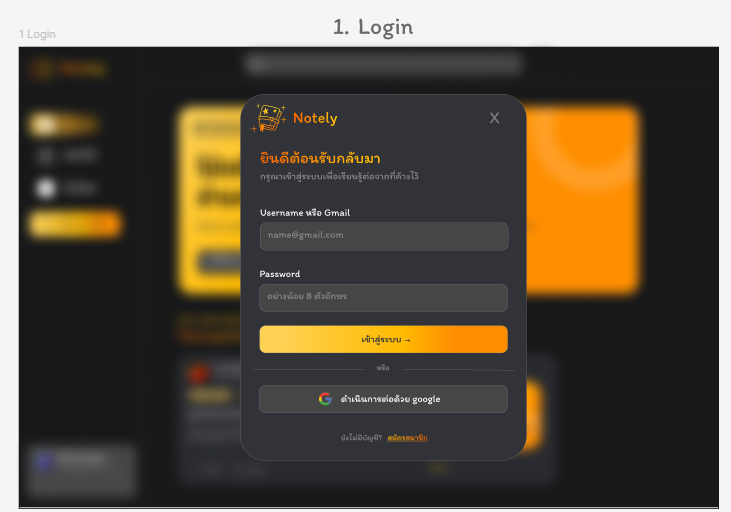 1 Login
1. Login
Notely
X
ยินดีต้อนรับกลับมา
กรุณาเข้าสู่ระบบเพื่อเรียนรู้ต่อจากที่ค้างไว้
Username หรือ Gmail
name@gmail.com
Password
อย่างน้อย 8 ตัวอักษร
เข้าสู่ระบบ →
หรือ
ดำเนินการต่อด้วย google
ยังไม่มีบัญชี? สมัครสมาชิก